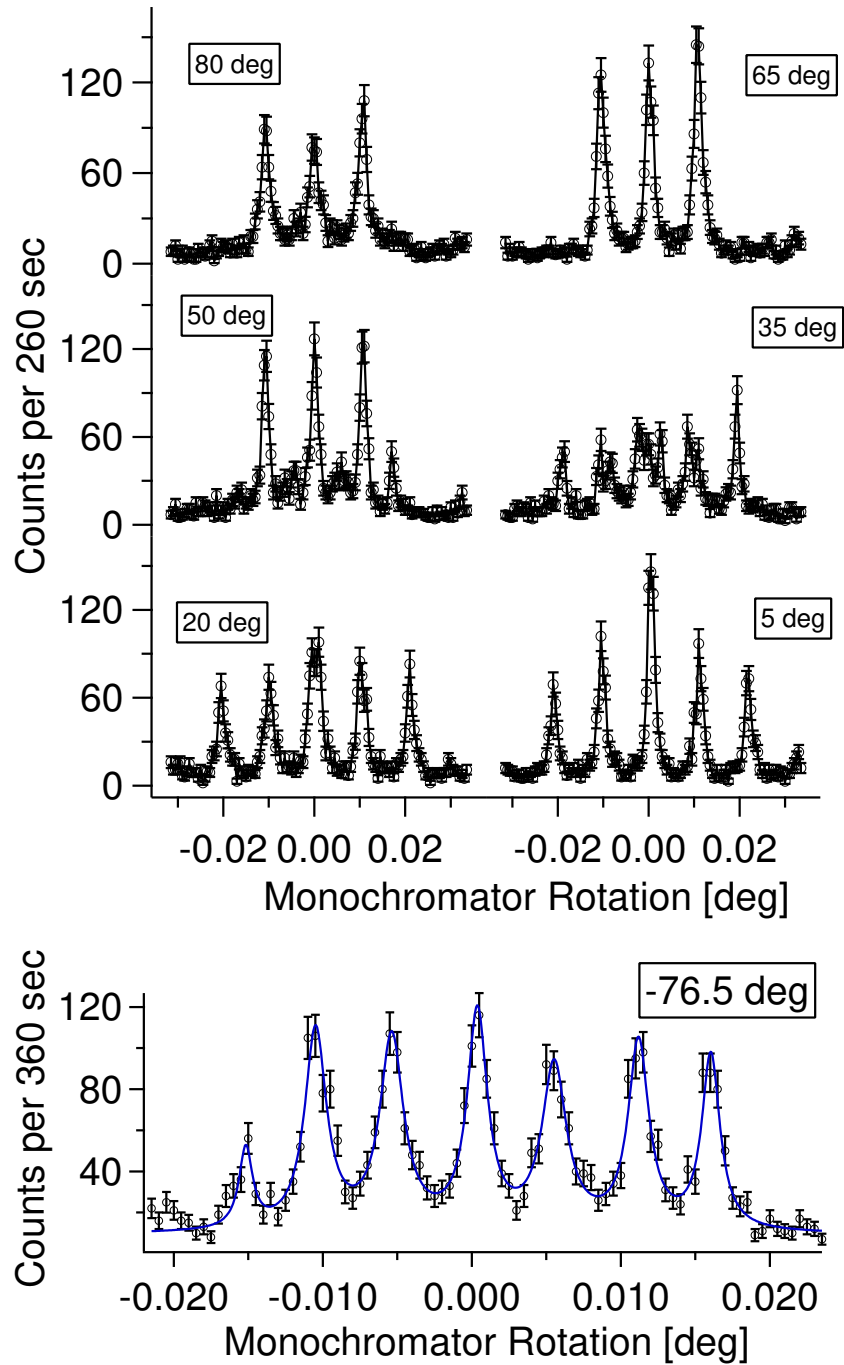 80 deg
65 deg
120
60
0
50 deg
35 deg
120
60
0
20 deg
5 deg
120
60
0
Counts per 260 sec
-0.02 0.00 0.02 -0.02 0.00 0.02
Monochromator Rotation [deg]
-76.5 deg
120
80
40
Counts per 360 sec
-0.020 -0.010 0.000 0.010 0.020
Monochromator Rotation [deg]